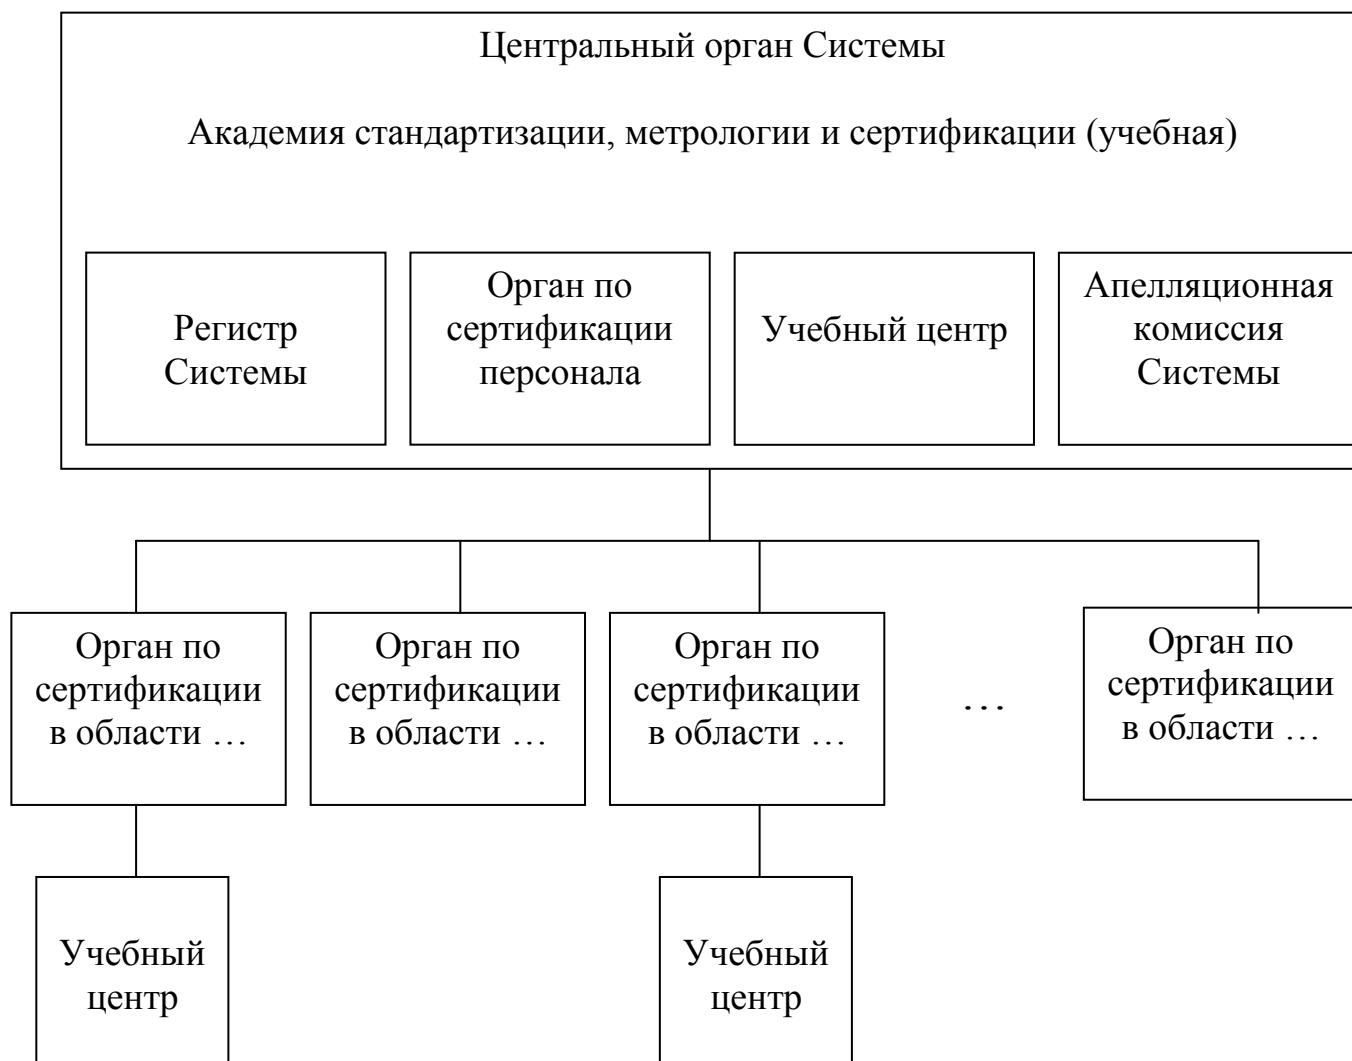 Центральный орган Системы
Академия стандартизации, метрологии и сертификации (учебная)
Регистр
Системы
Орган по
сертификации
персонала
Учебный центр
Апелляционная
комиссия
Системы
Орган по
сертификации
в области …
Орган по
сертификации
в области …
Орган по
сертификации
в области …
…
Орган по
сертификации
в области …
Учебный
центр
Учебный
центр